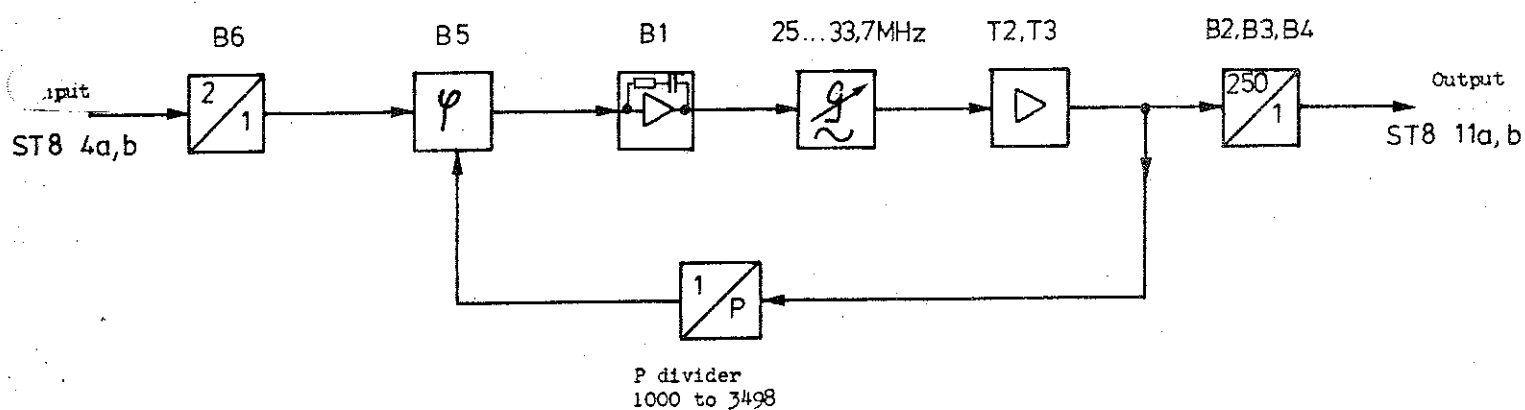 B6
B5
B1
25...33,7MHz
T2,T3
B2,B3,B4
2
1
φ
g
250
1
Output
ST8 4a,b
ST8 11a,b
1
P
P divider
1000 to 3498